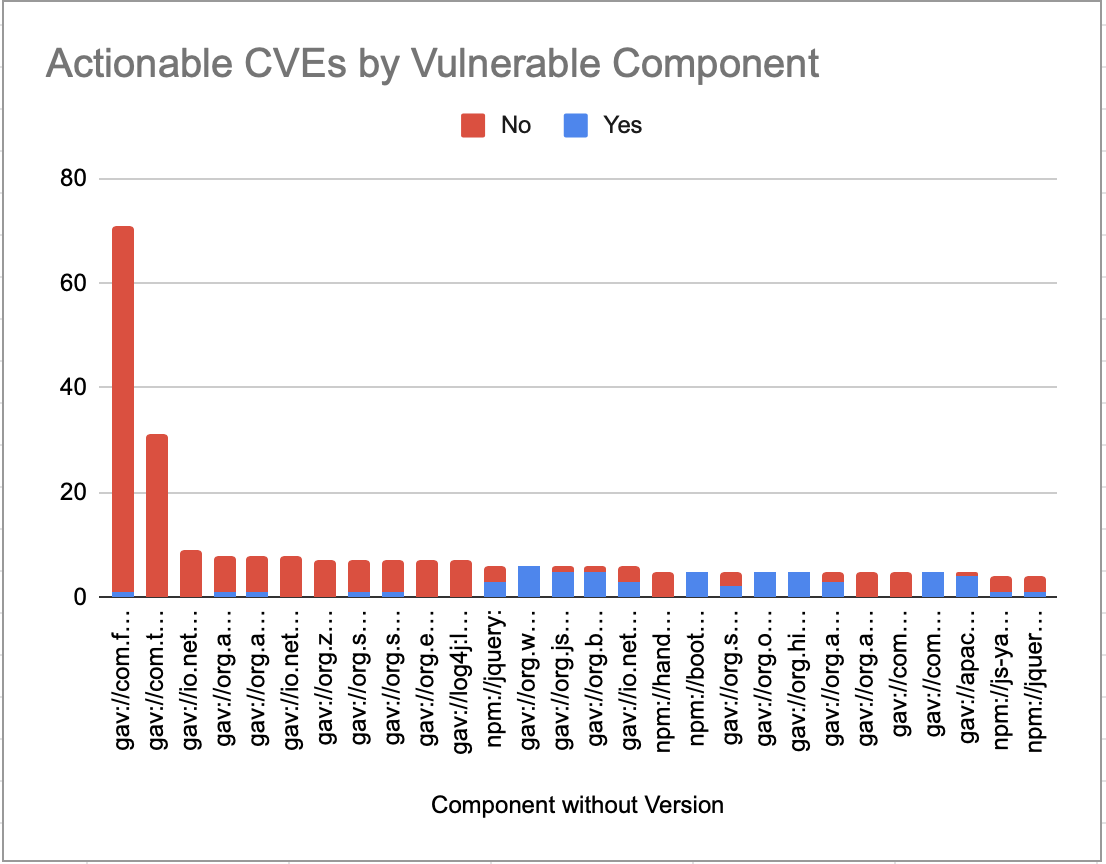 Actionable CVEs by Vulnerable Component
No Yes
80
60
40
20
0
gav://com.f…
gav://com.t…
gav://io.net…
gav://org.a…
gav://org.a…
gav://io.net…
gav://org.z…
gav://org.s…
gav://org.s…
gav://org.e…
gav://log4j:l…
npm://jquery:
gav://org.w…
gav://org.js…
gav://org.b…
gav://io.net…
npm://hand…
npm://boot…
gav://org.s…
gav://org.o…
gav://org.hi…
gav://org.a…
gav://org.a…
gav://com…
gav://com…
gav://apac…
npm://js-ya…
npm://jquer…
Component without Version